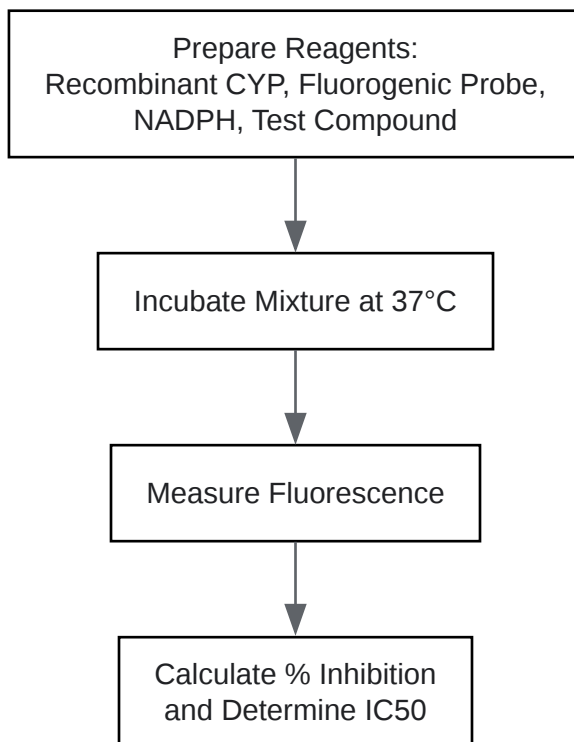 Prepare Reagents:
Recombinant CYP, Fluorogenic Probe,
NADPH, Test Compound
Incubate Mixture at 37°C
Measure Fluorescence
Calculate % Inhibition
and Determine IC50